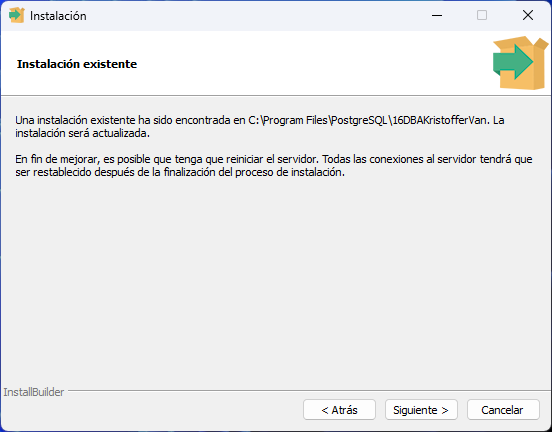 Instalación
Instalación existente
Una instalación existente ha sido encontrada en C:\Program Files\PostgreSQL\16DBAKristofferVan. La
instalación será actualizada.
En fin de mejorar, es posible que tenga que reiniciar el servidor. Todas las conexiones al servidor tendrá que
ser restablecido después de la finalización del proceso de instalación.
InstallBuilder
< Atrás
Siguiente >
Cancelar